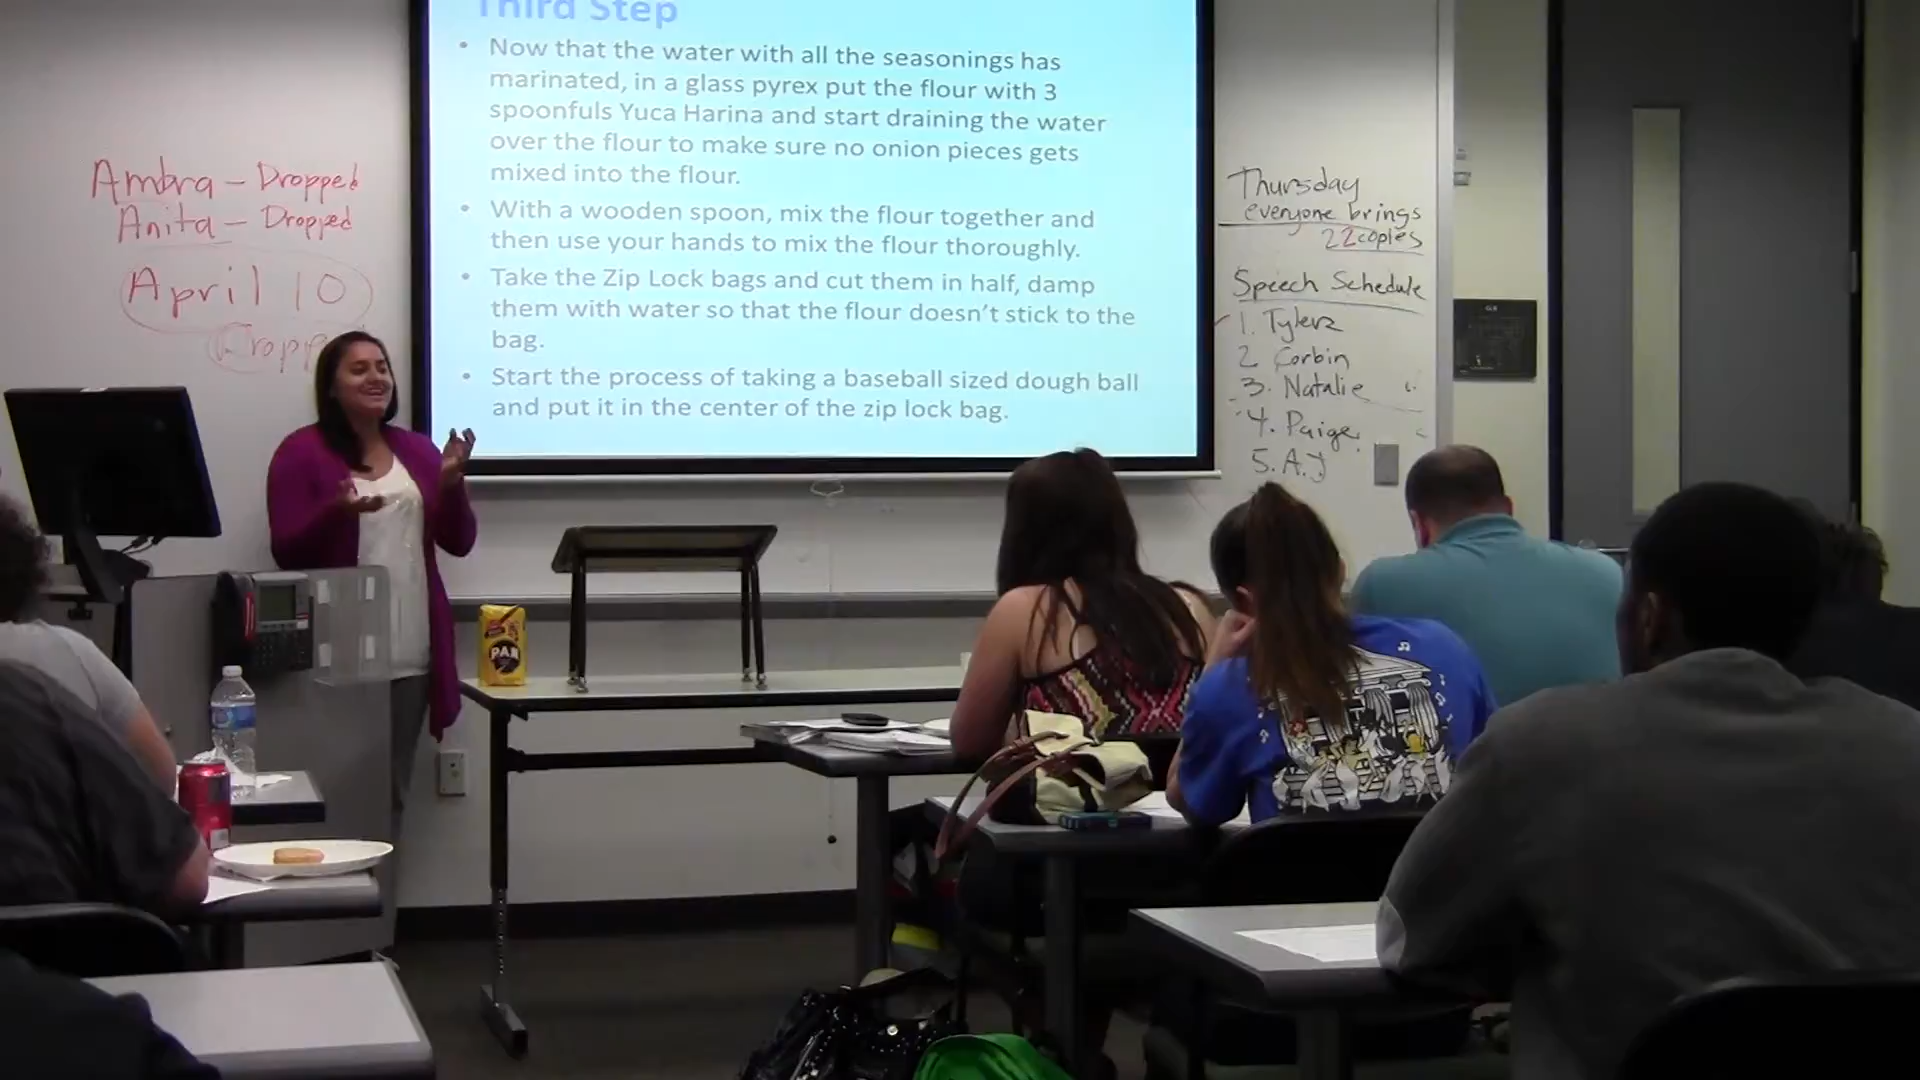 Third Step
• Now that the water with all the seasonings has
marinated, in a glass pyrex put the flour with 3
spoonfuls Yuca Harina and start draining the water
over the flour to make sure no onion pieces gets
mixed into the flour.
• With a wooden spoon, mix the flour together and
then use your hands to mix the flour thoroughly.
• Take the Zip Lock bags and cut them in half, damp
them with water so that the flour doesn't stick to the
bag.
• Start the process of taking a baseball sized dough ball
and put it in the center of the zip lock bag.
Ambra - Dropped
Anita - Dropped
April 10
Thursday
everyone brings
22 copies
Speech Schedule
1. Tyler
2 Corbin
3. Natalie
4. Paige
5. A.J
PAN